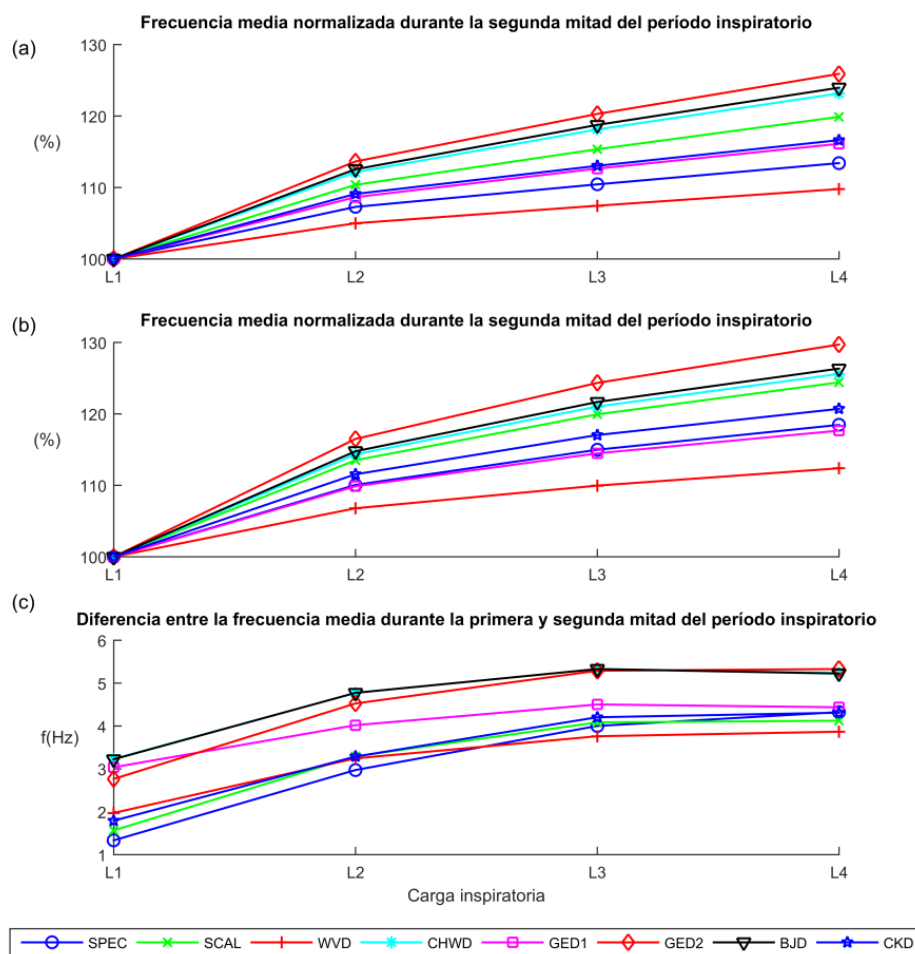 Frecuencia media normalizada durante la segunda mitad del período inspiratorio
(a)
130
120
(%)
110
100
L1 L2 L3 L4
Frecuencia media normalizada durante la segunda mitad del período inspiratorio
(b)
130
120
(%)
110
100
L1 L2 L3 L4
(c)
Diferencia entre la frecuencia media durante la primera y segunda mitad del período inspiratorio
6
5
4
f(Hz)
3
2
1
L1 L2 L3 L4
Carga inspiratoria
SPEC SCAL WVD CHWD GED1 GED2 BJD CKD